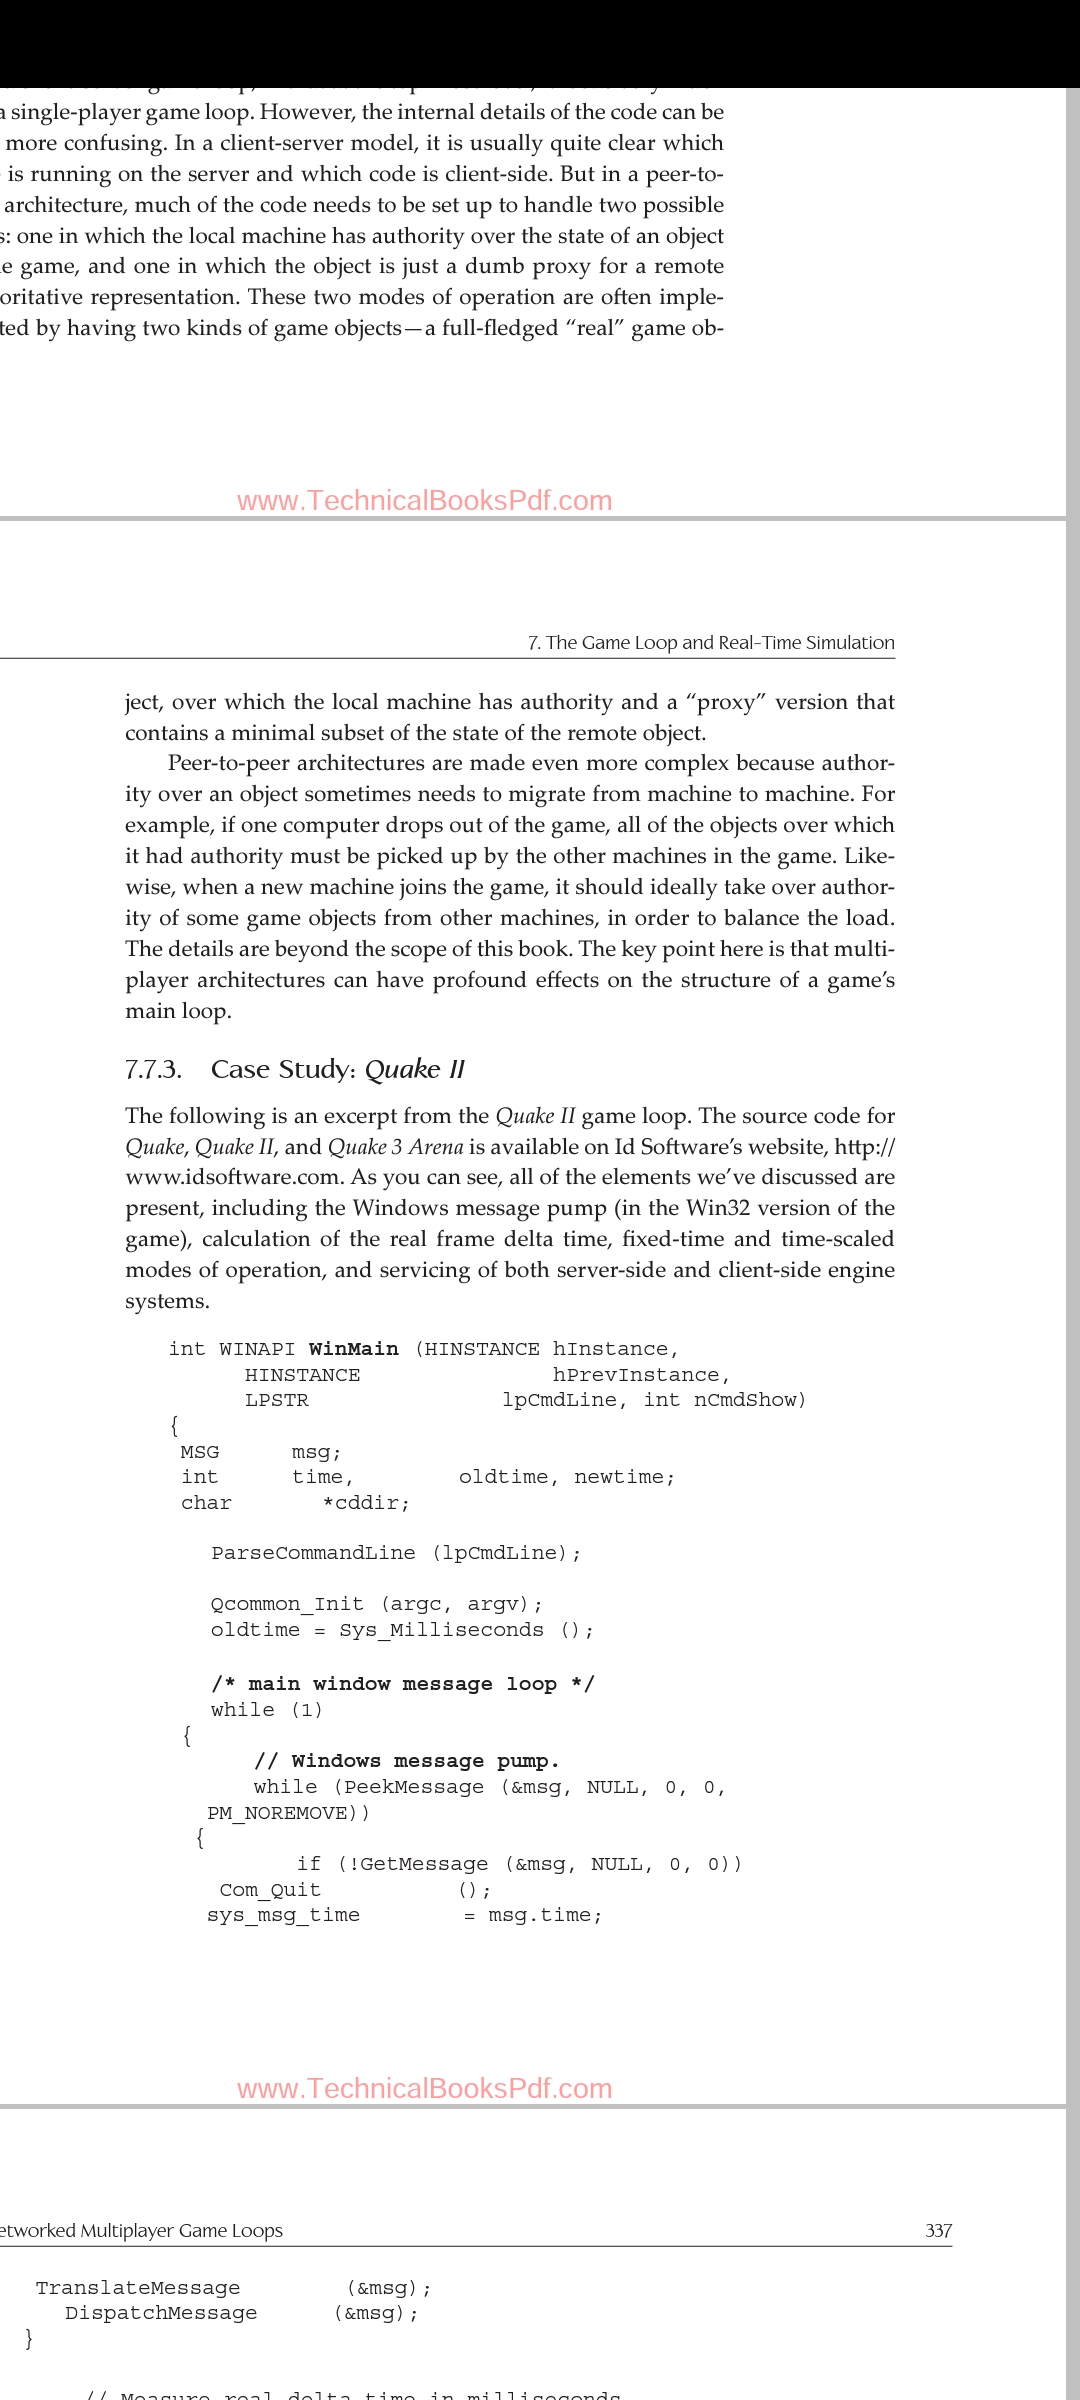 a single-player game loop. However, the internal details of the code can be
more confusing. In a client-server model, it is usually quite clear which
is running on the server and which code is client-side. But in a peer-to-
architecture, much of the code needs to be set up to handle two possible
s: one in which the local machine has authority over the state of an object
e game, and one in which the object is just a dumb proxy for a remote
oritative representation. These two modes of operation are often imple-
ted by having two kinds of game objects—a full-fledged “real” game ob-
www.TechnicalBooksPdf.com
7. The Game Loop and Real-Time Simulation
ject, over which the local machine has authority and a “proxy” version that
contains a minimal subset of the state of the remote object.
Peer-to-peer architectures are made even more complex because author-
ity over an object sometimes needs to migrate from machine to machine. For
example, if one computer drops out of the game, all of the objects over which
it had authority must be picked up by the other machines in the game. Like-
wise, when a new machine joins the game, it should ideally take over author-
ity of some game objects from other machines, in order to balance the load.
The details are beyond the scope of this book. The key point here is that multi-
player architectures can have profound effects on the structure of a game’s
main loop.
7.7.3. Case Study: Quake II
The following is an excerpt from the Quake II game loop. The source code for
Quake, Quake II, and Quake 3 Arena is available on Id Software’s website, http://
www.idsoftware.com. As you can see, all of the elements we’ve discussed are
present, including the Windows message pump (in the Win32 version of the
game), calculation of the real frame delta time, fixed-time and time-scaled
modes of operation, and servicing of both server-side and client-side engine
systems.
int WINAPI WinMain (HINSTANCE hInstance,
HINSTANCE hPrevInstance,
LPSTR lpCmdLine, int nCmdShow)
{
MSG msg;
int time, oldtime, newtime;
char *cddir;
ParseCommandLine (lpCmdLine);
Qcommon_Init (argc, argv);
oldtime = Sys_Milliseconds ();
/* main window message loop */
while (1)
{
// Windows message pump.
while (PeekMessage (&msg, NULL, 0, 0,
PM_NOREMOVE))
{
if (!GetMessage (&msg, NULL, 0, 0))
Com_Quit ();
sys_msg_time = msg.time;
www.TechnicalBooksPdf.com
etworked Multiplayer Game Loops 337
TranslateMessage (&msg);
DispatchMessage (&msg);
}
// Measure real delta time in milliseconds